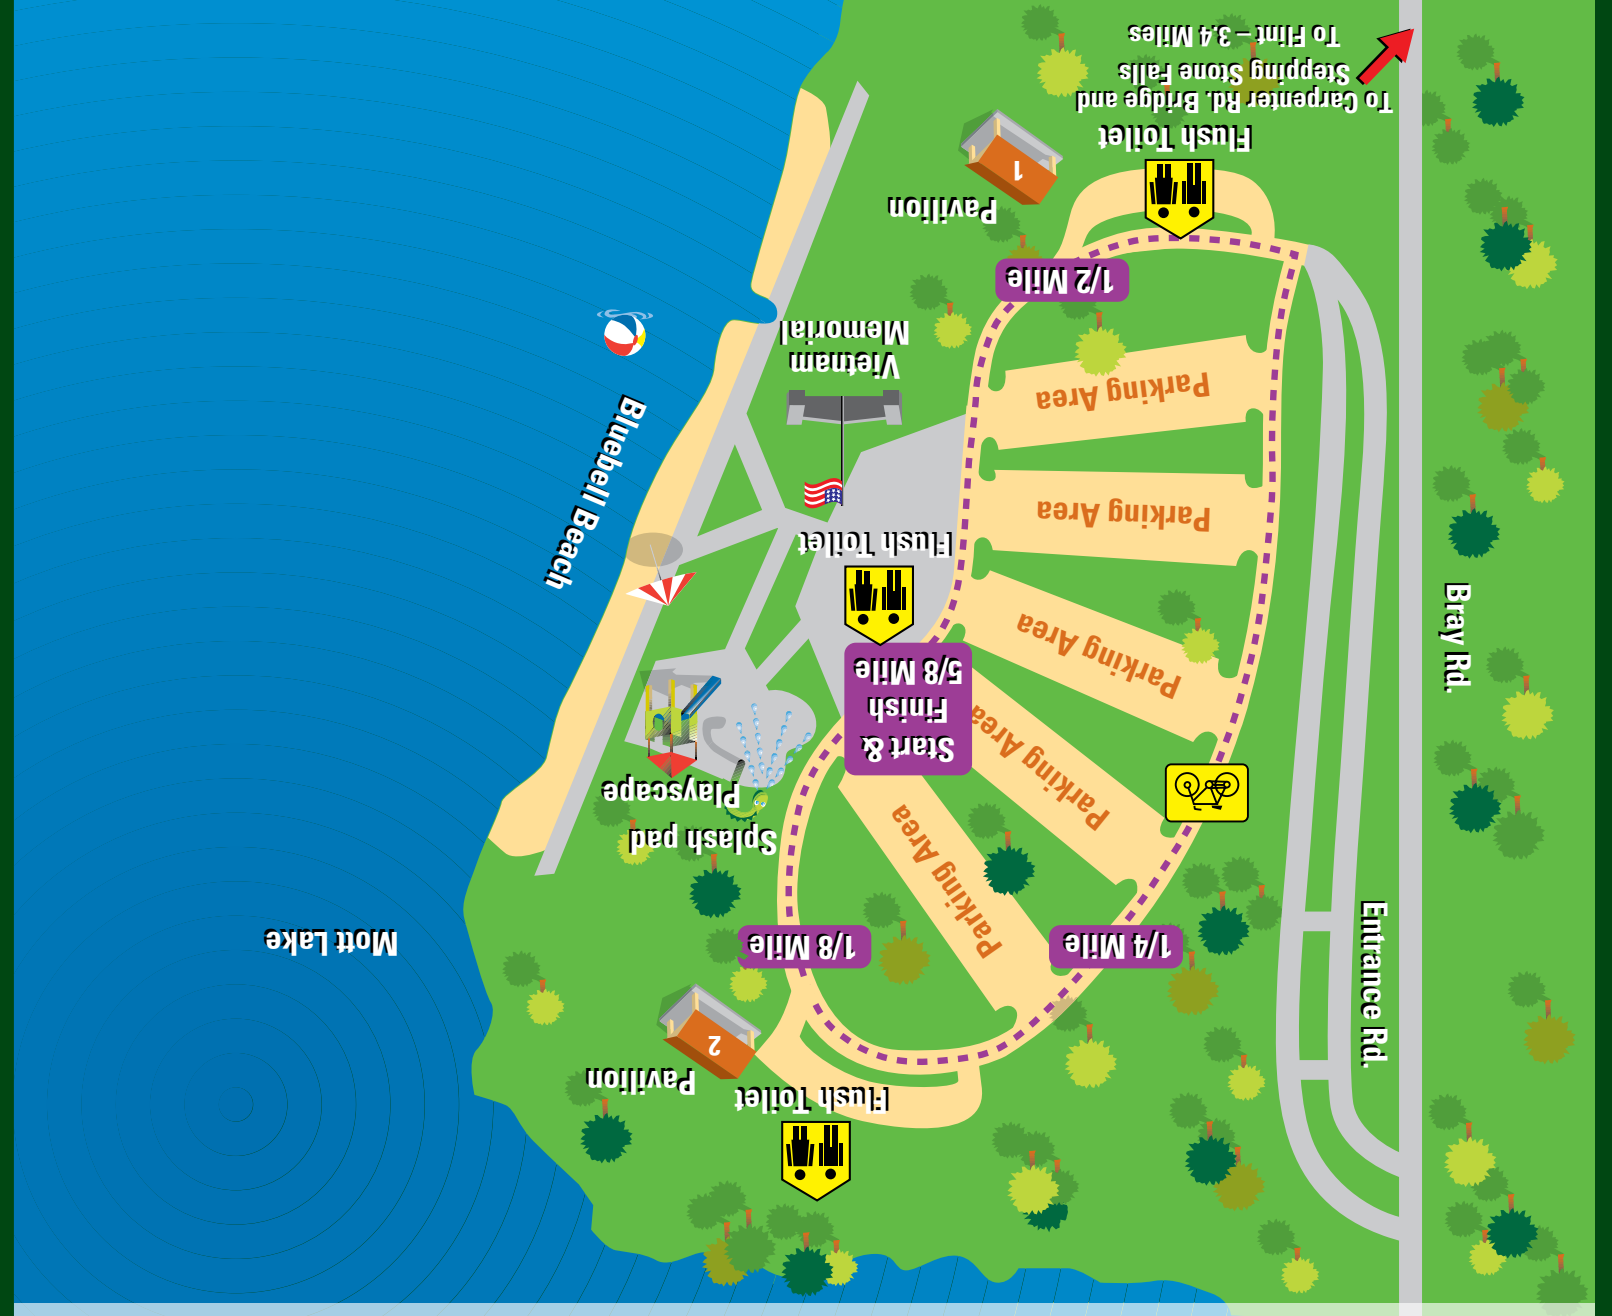 Entrance Rd.
Bray Rd.
Flush Toilet
Pavilion
2
1/4 Mile
1/8 Mile
Mott Lake
Parking Area
Splash pad
Playscape
Parking Area
Start &
Finish
5/8 Mile
Parking Area
Flush Toilet
Parking Area
Bluebell Beach
Parking Area
Vietnam
Memorial
1/2 Mile
Pavilion
1
Flush Toilet
To Carpenter Rd. Bridge and
Stepping Stone Falls
To Flint – 3.4 Miles